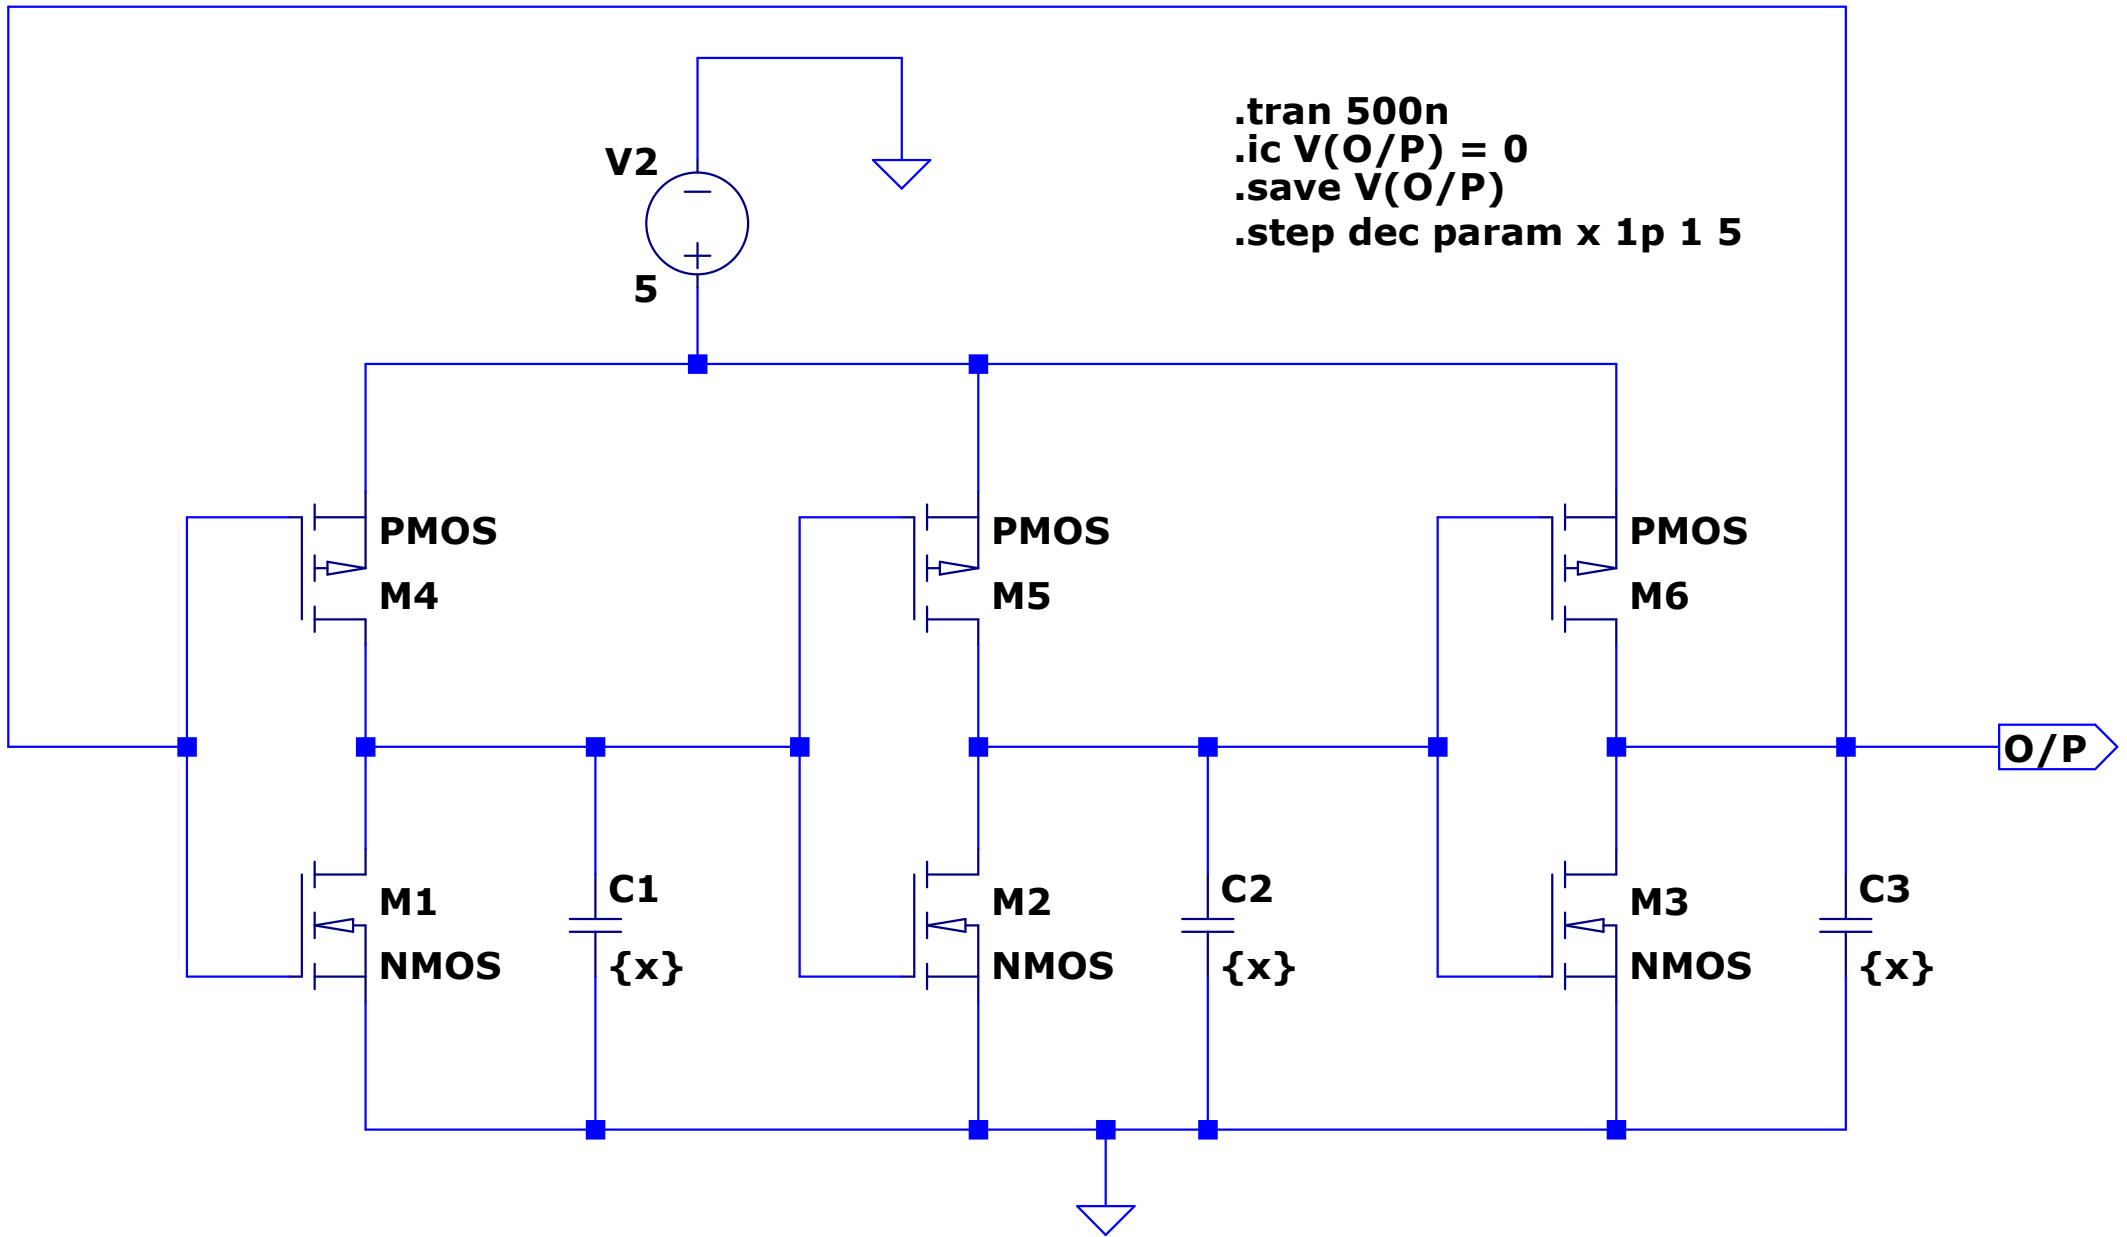 .tran 500n
.ic V(O/P) = 0
.save V(O/P)
.step dec param x 1p 1 5
V2
5
PMOS
M4
PMOS
M5
PMOS
M6
O/P
M1
NMOS
C1
{x}
M2
NMOS
C2
{x}
M3
NMOS
C3
{x}